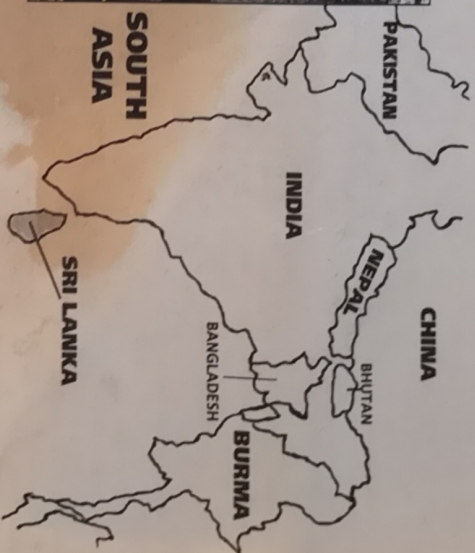 PAKISTAN
CHINA
NEPAL
BHUTAN
INDIA
BANGLADESH
BURMA
SOUTH
ASIA
SRI LANKA